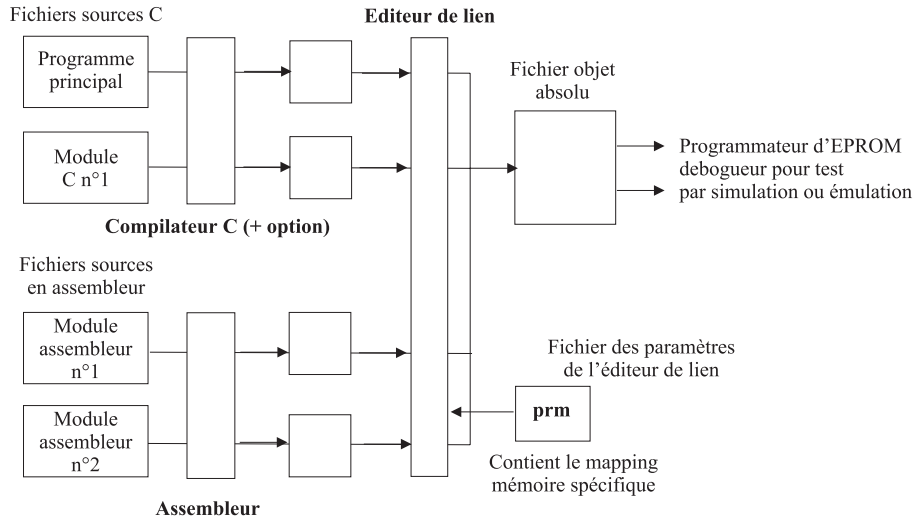 Fichiers sources C
Editeur de lien
Programme
principal
Fichier objet
absolu
Module
C n°1
Programmateur d’EPROM
debogueur pour test
par simulation ou émulation
Compilateur C (+ option)
Fichiers sources
en assembleur
Module
assembleur
n°1
Fichier des paramètres
de l’éditeur de lien
prm
Module
assembleur
n°2
Contient le mapping
mémoire spécifique
Assembleur